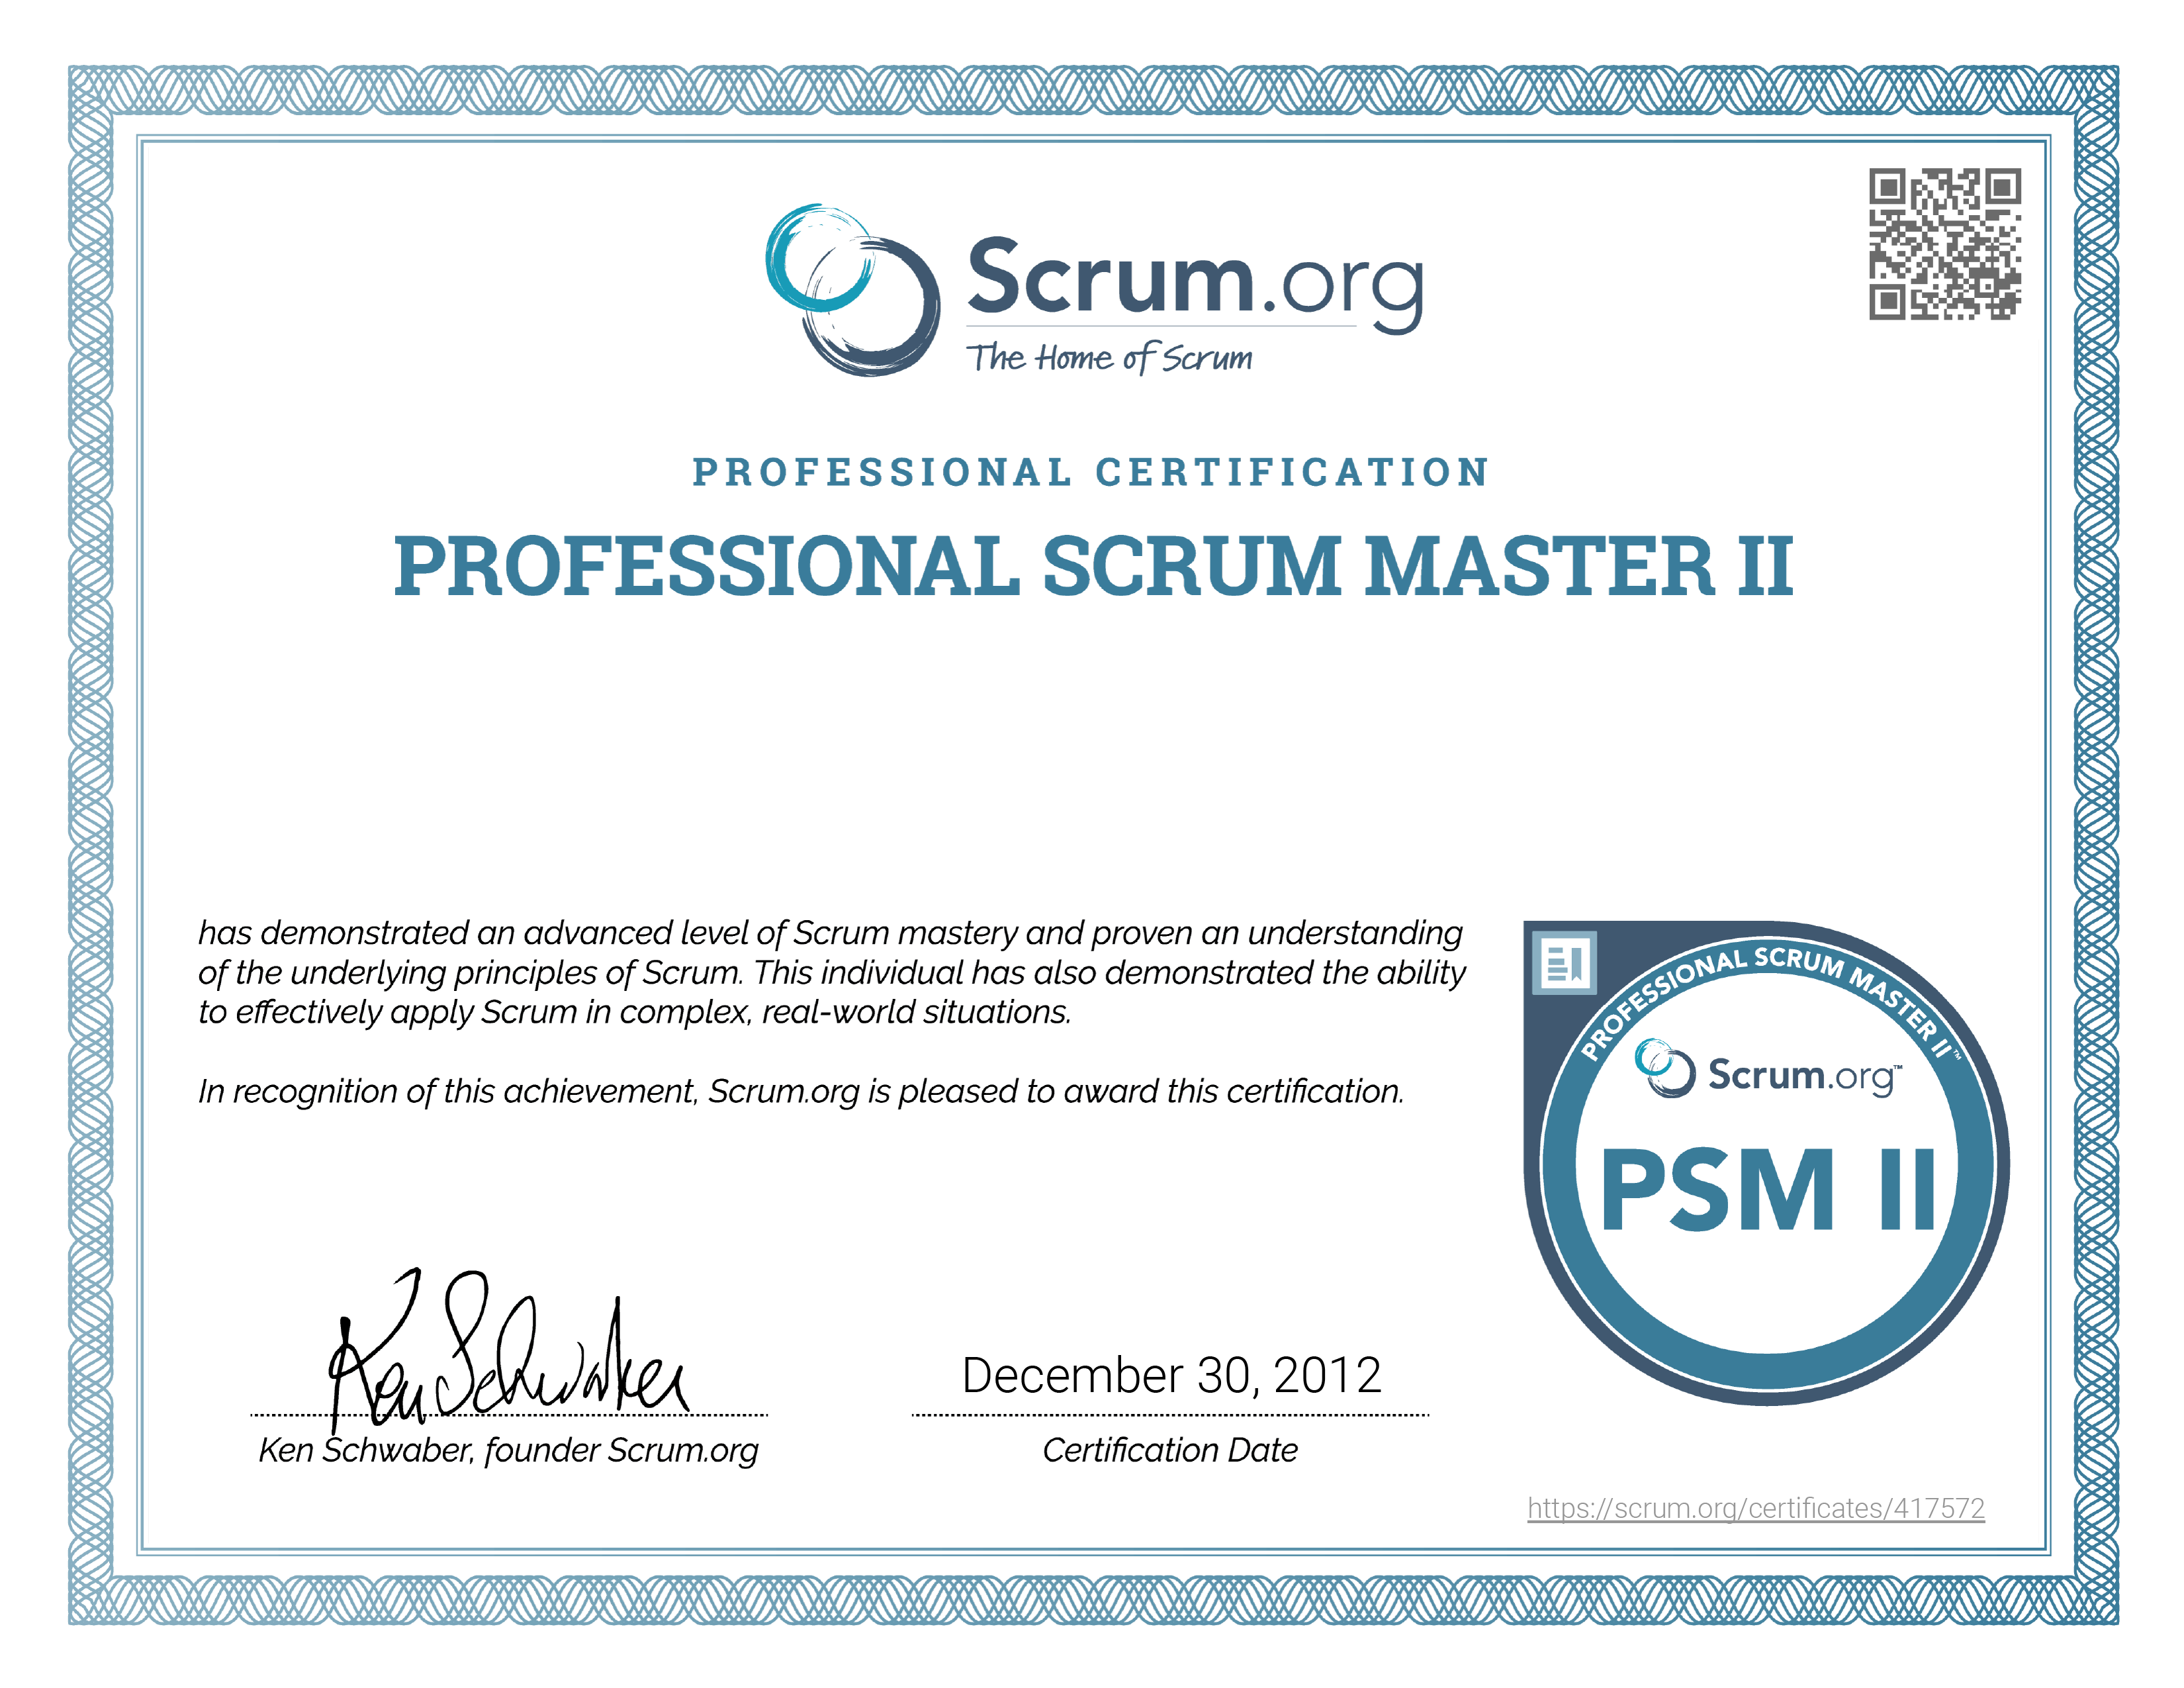 Scrum.org
The Home of Scrum
PROFESSIONAL CERTIFICATION
PROFESSIONAL SCRUM MASTER II
has demonstrated an advanced level of Scrum mastery and proven an understanding
of the underlying principles of Scrum. This individual has also demonstrated the ability
to effectively apply Scrum in complex, real-world situations.
In recognition of this achievement, Scrum.org is pleased to award this certification.
PROFESSIONAL SCRUM MASTER II™
Scrum.org™
PSM II
Ken Schwaber
December 30, 2012
Ken Schwaber, founder Scrum.org
Certification Date
https://scrum.org/certificates/417572